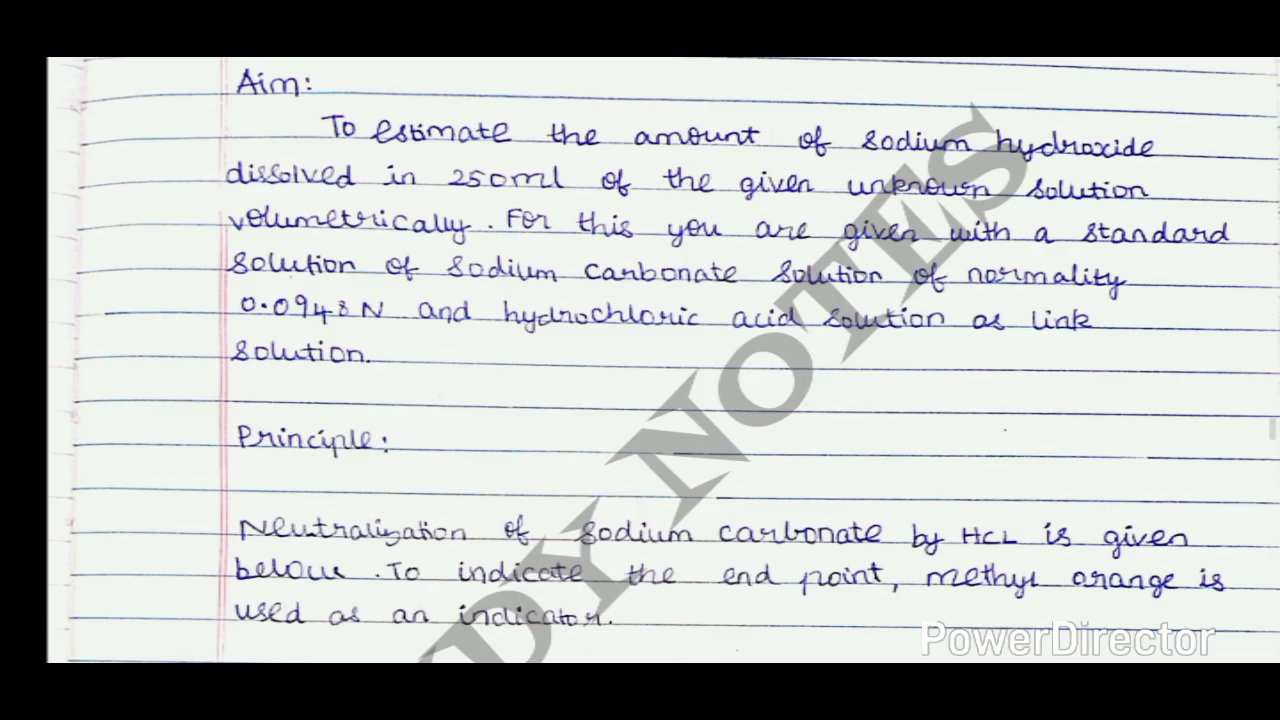 Aim:
To estimate the amount of sodium hydroxide
dissolved in 250ml of the given unknown solution
volumetrically. For this you are given with a standard
solution of sodium carbonate solution of normality
0.0948 N and hydrochloric acid solution as link
solution.
Principle:
Neutralization of sodium carbonate by HCL is given
below. To indicate the end point, methyl orange is
used as an indicator.
DY NOTES
PowerDirector